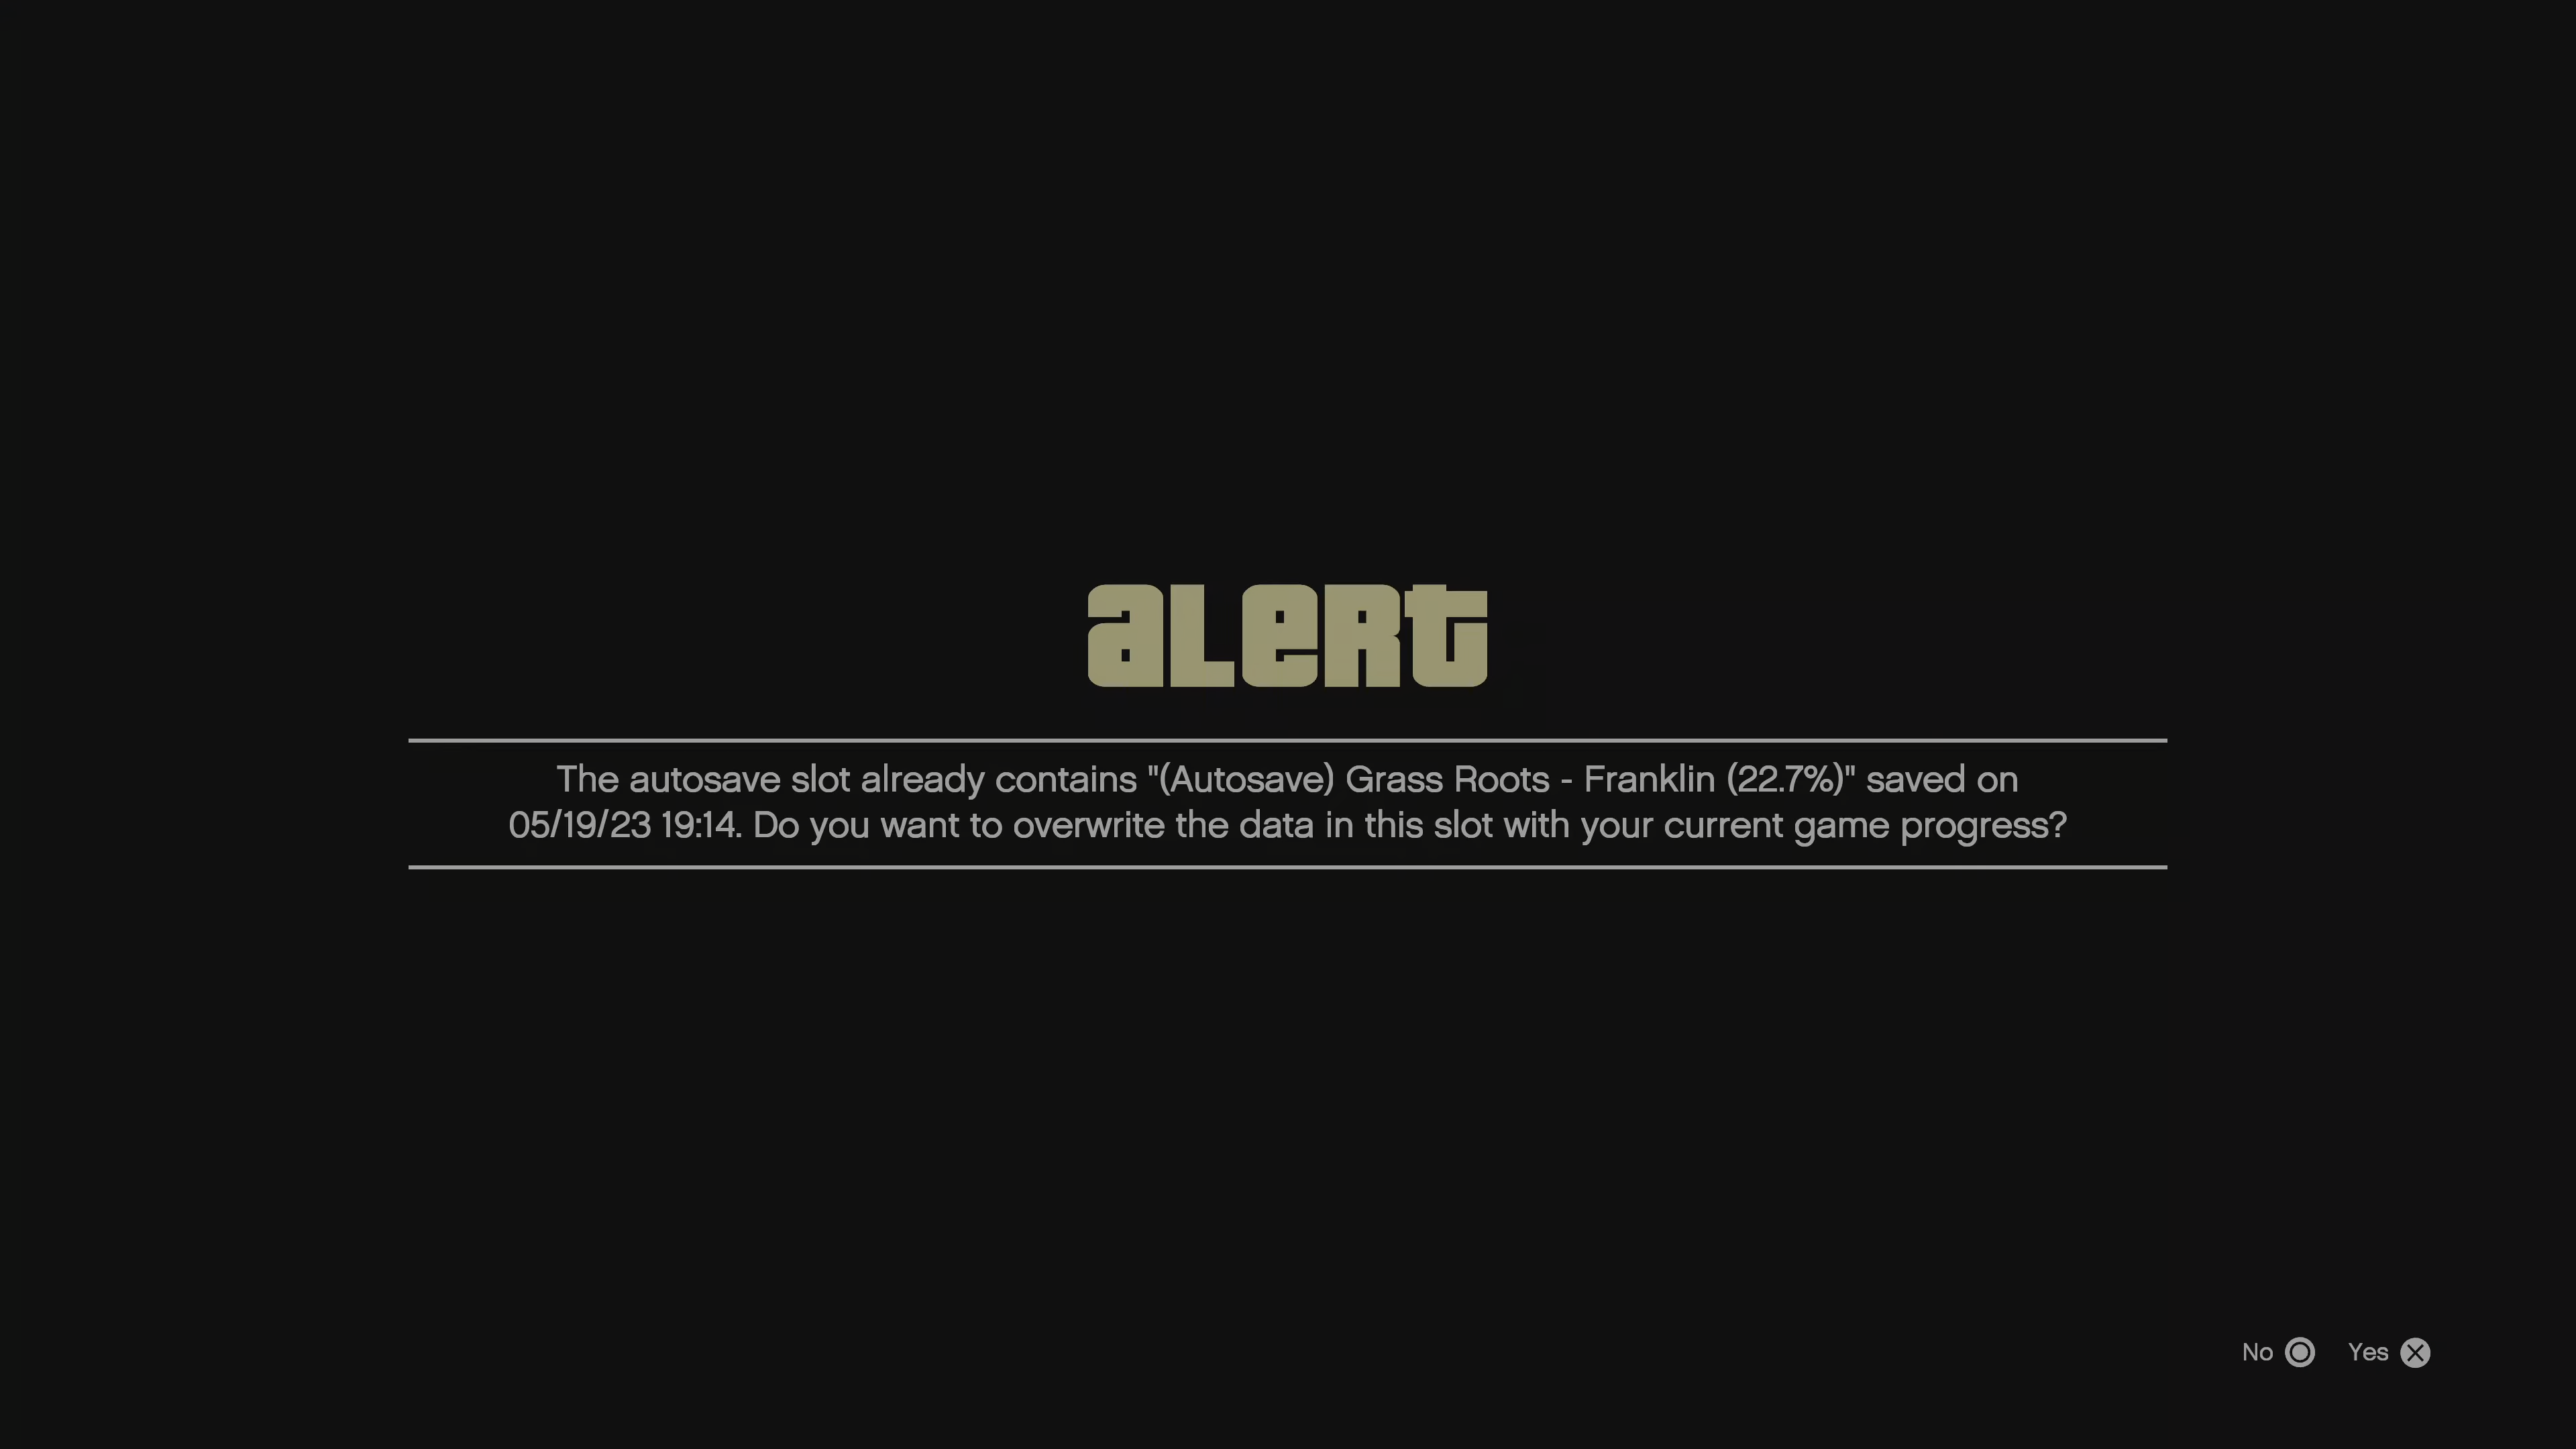 aLeRt
The autosave slot already contains "(Autosave) Grass Roots - Franklin (22.7%)" saved on
05/19/23 19:14. Do you want to overwrite the data in this slot with your current game progress?
No Yes